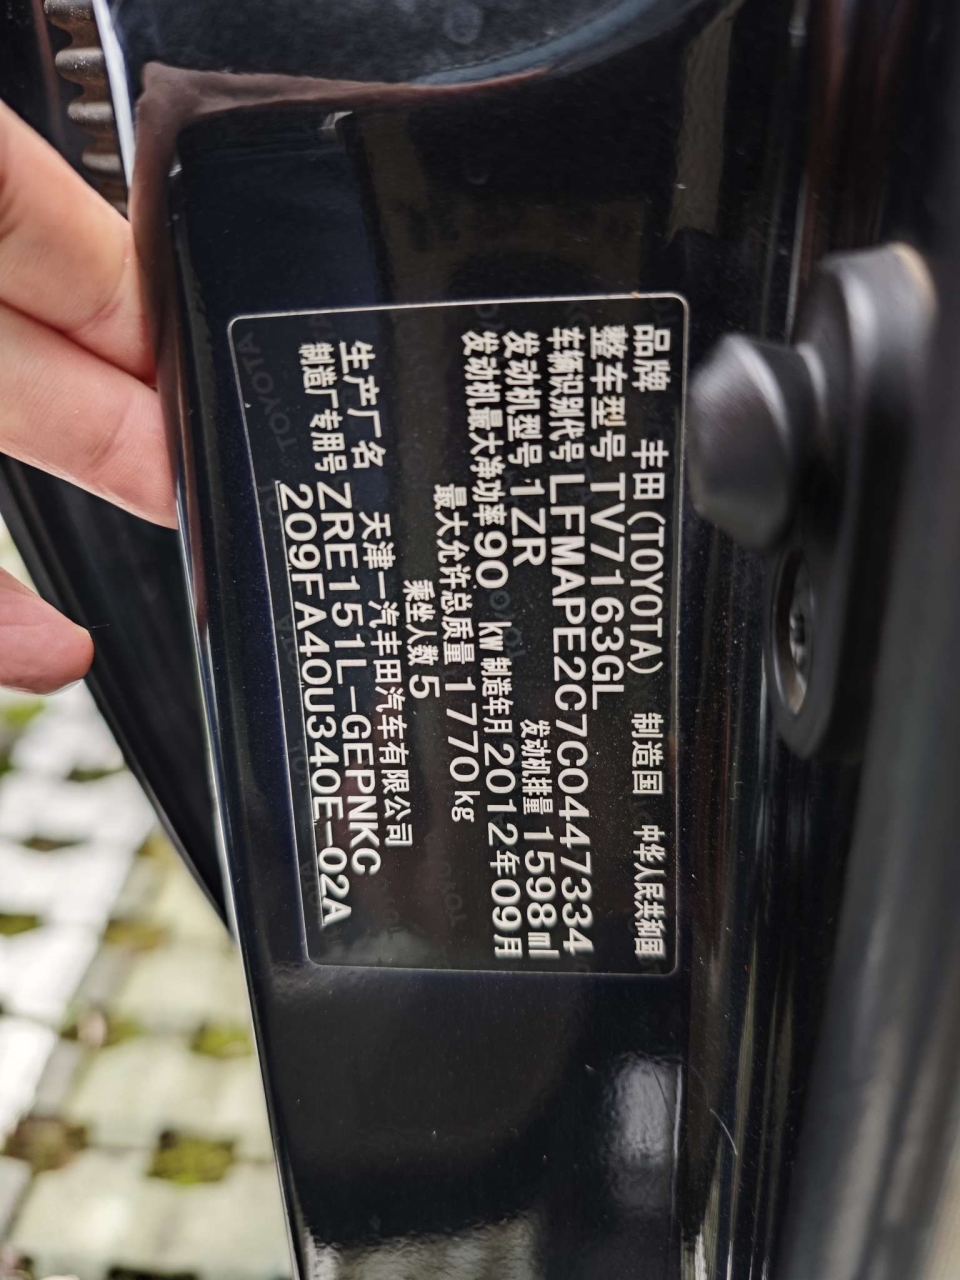 品牌 丰田(TOYOTA) 制造国 中华人民共和国
整车型号 TV7163GL
车辆识别代号 LFMAPE2C7C0447334
发动机型号 1ZR 发动机排量 1598ml
发动机最大净功率 90 kW 制造年月 2012年09月
最大允许总质量 1770kg
乘坐人数 5
生产厂名 天津一汽丰田汽车有限公司
制造厂专用号 ZRE151L-GEPNKC
209FA40U340E-02A
TOYOTA